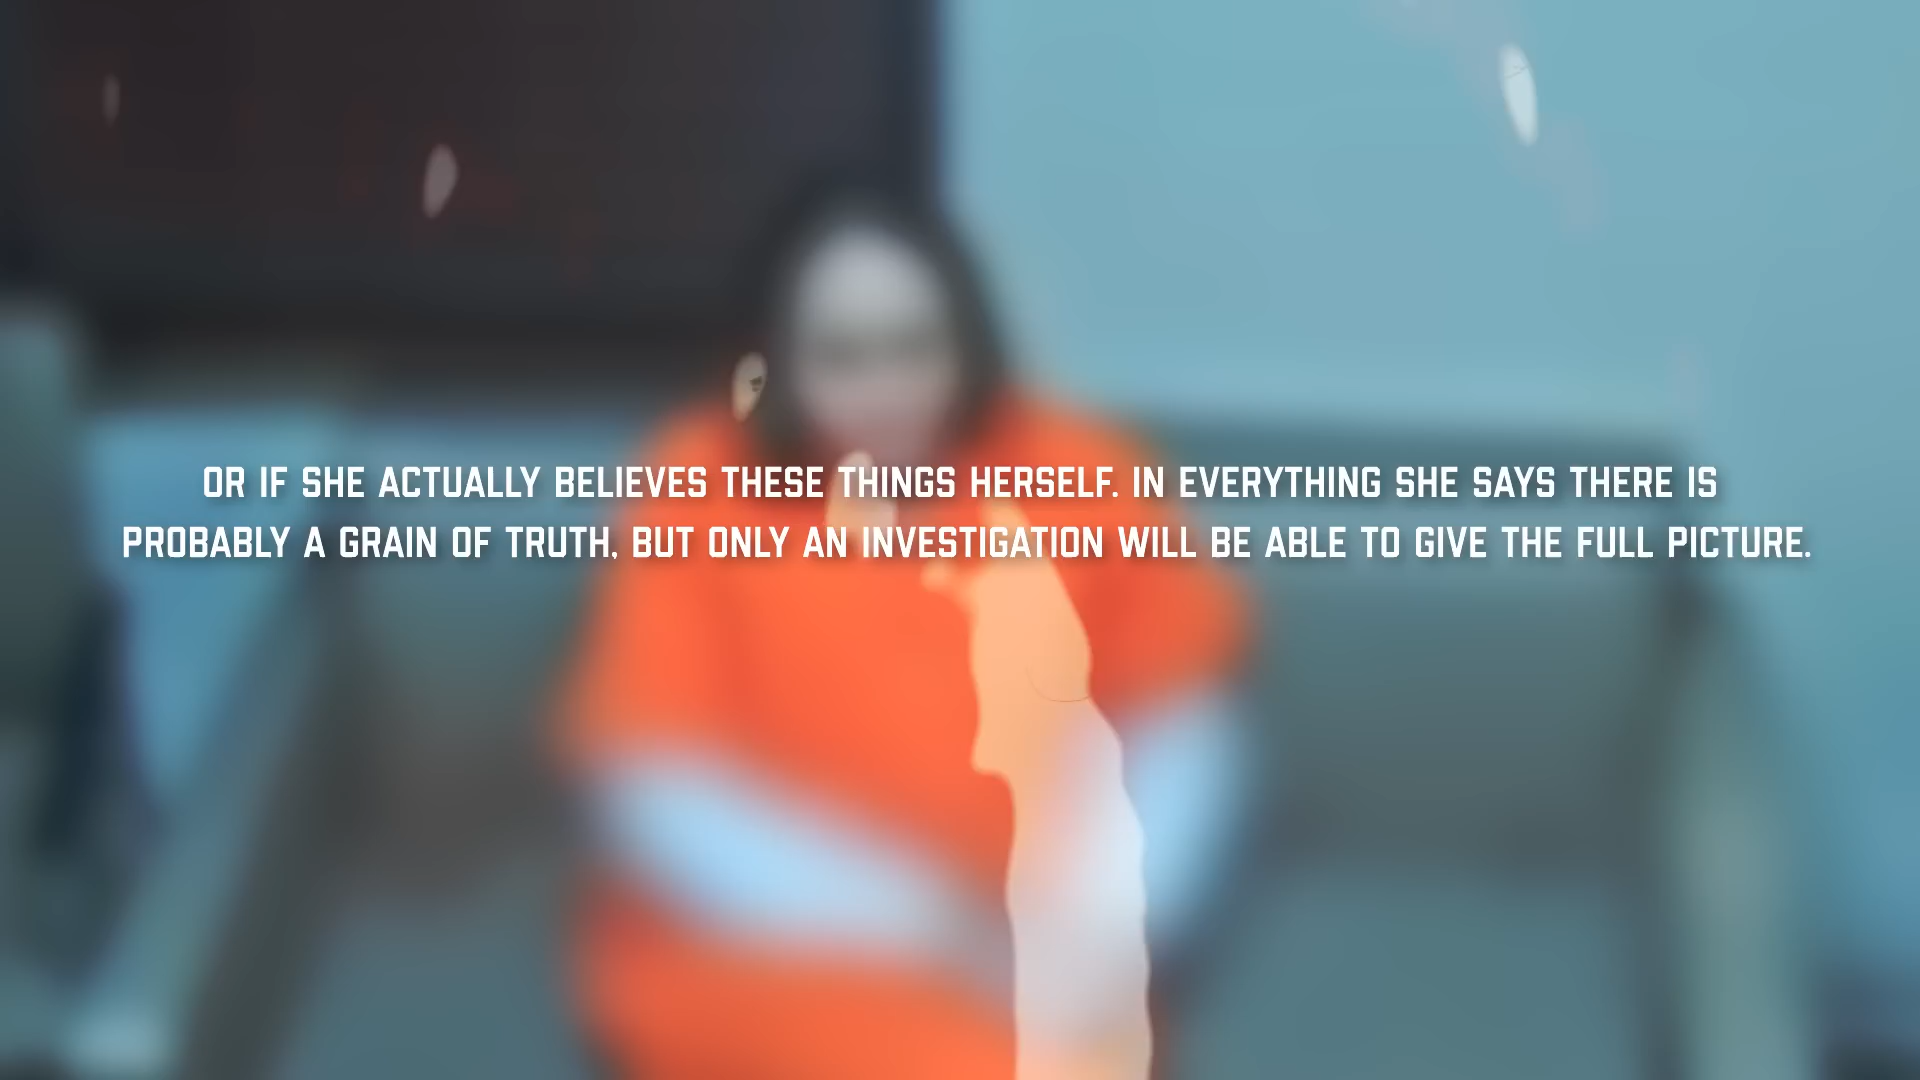 OR IF SHE ACTUALLY BELIEVES THESE THINGS HERSELF. IN EVERYTHING SHE SAYS THERE IS
PROBABLY A GRAIN OF TRUTH, BUT ONLY AN INVESTIGATION WILL BE ABLE TO GIVE THE FULL PICTURE.